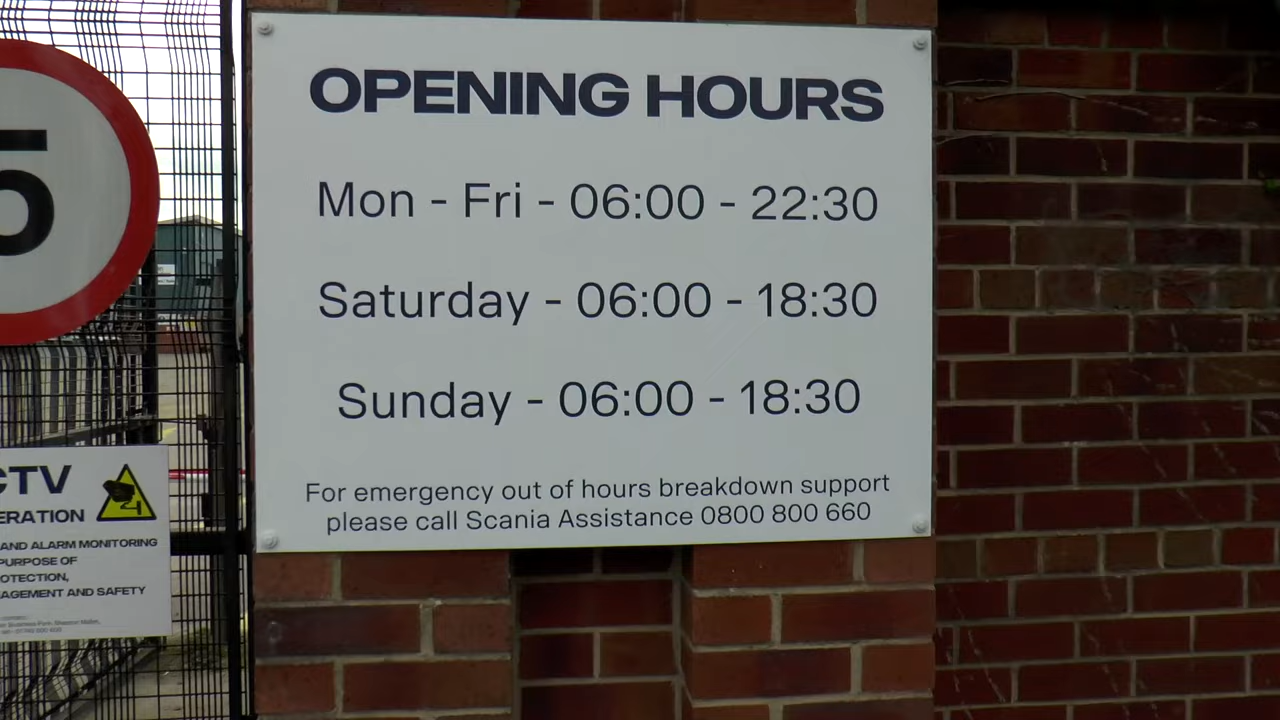 OPENING HOURS
Mon - Fri - 06:00 - 22:30
Saturday - 06:00 - 18:30
Sunday - 06:00 - 18:30
For emergency out of hours breakdown support
please call Scania Assistance 0800 800 660
5
CTV
ERATION
AND ALARM MONITORING
PURPOSE OF
OTECTION,
AGEMENT AND SAFETY